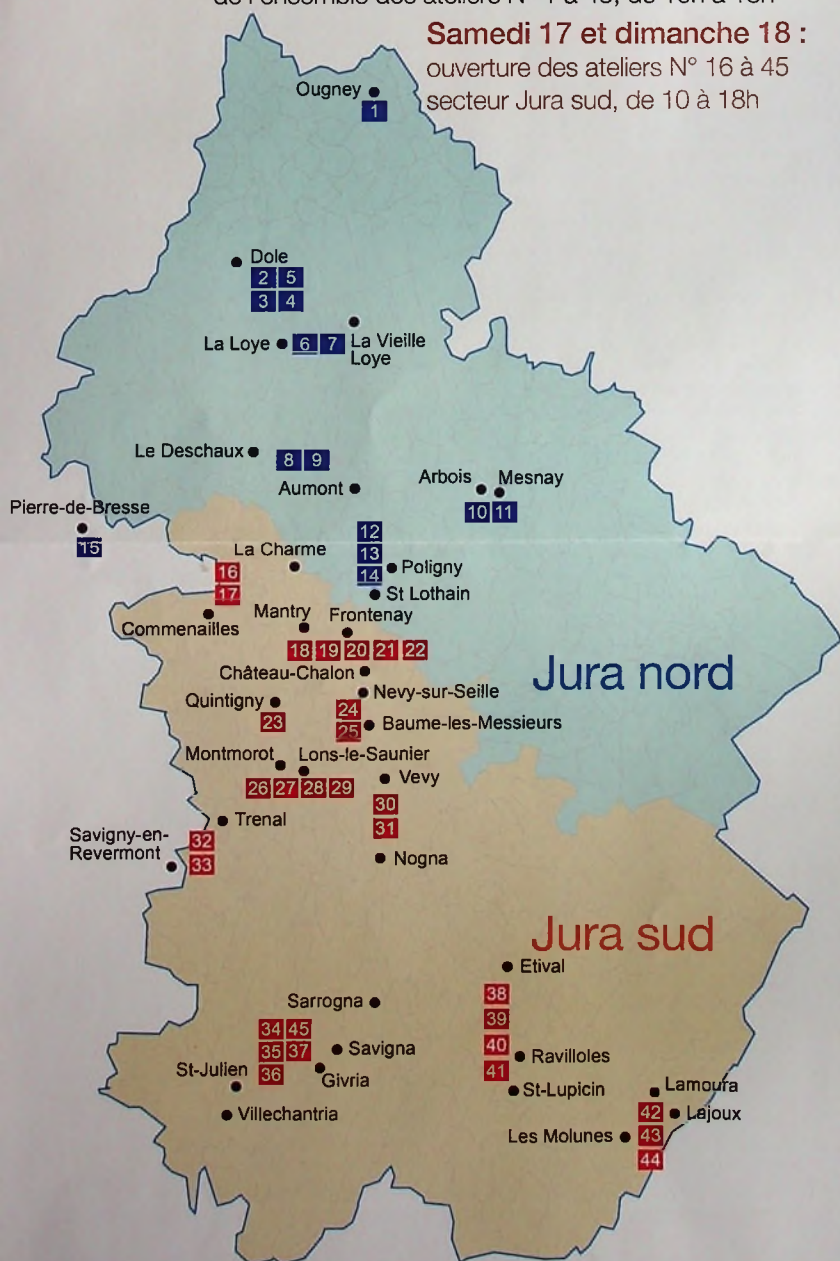 Samedi 17 et dimanche 18 :
ouverture des ateliers N° 16 à 45
secteur Jura sud, de 10 à 18h
Ougney
1
Dole
2 5
3 4
La Loye 6 7 La Vieille
Loye
Le Deschaux
8 9
Aumont
Arbois Mesnay
10 11
Pierre-de-Bresse
15
12
13
14
Poligny
St Lothain
La Charme
16
17
Commenailles
Mantry Frontenay
18 19 20 21 22
Château-Chalon
Jura nord
Nevy-sur-Seille
Quintigny
23
24
25
Baume-les-Messieurs
Montmorot Lons-le-Saunier
26 27 28 29
Vevy
30
31
Trenal
Savigny-en-
Revermont
32
33
Nogna
Jura sud
Etival
38
39
40
41
Ravilloles
St-Lupicin
Sarrogna
34 45
35 37
36
Savigna
Givria
St-Julien
Villechantria
Lamoura
42
Lajoux
Les Molunes 43
44